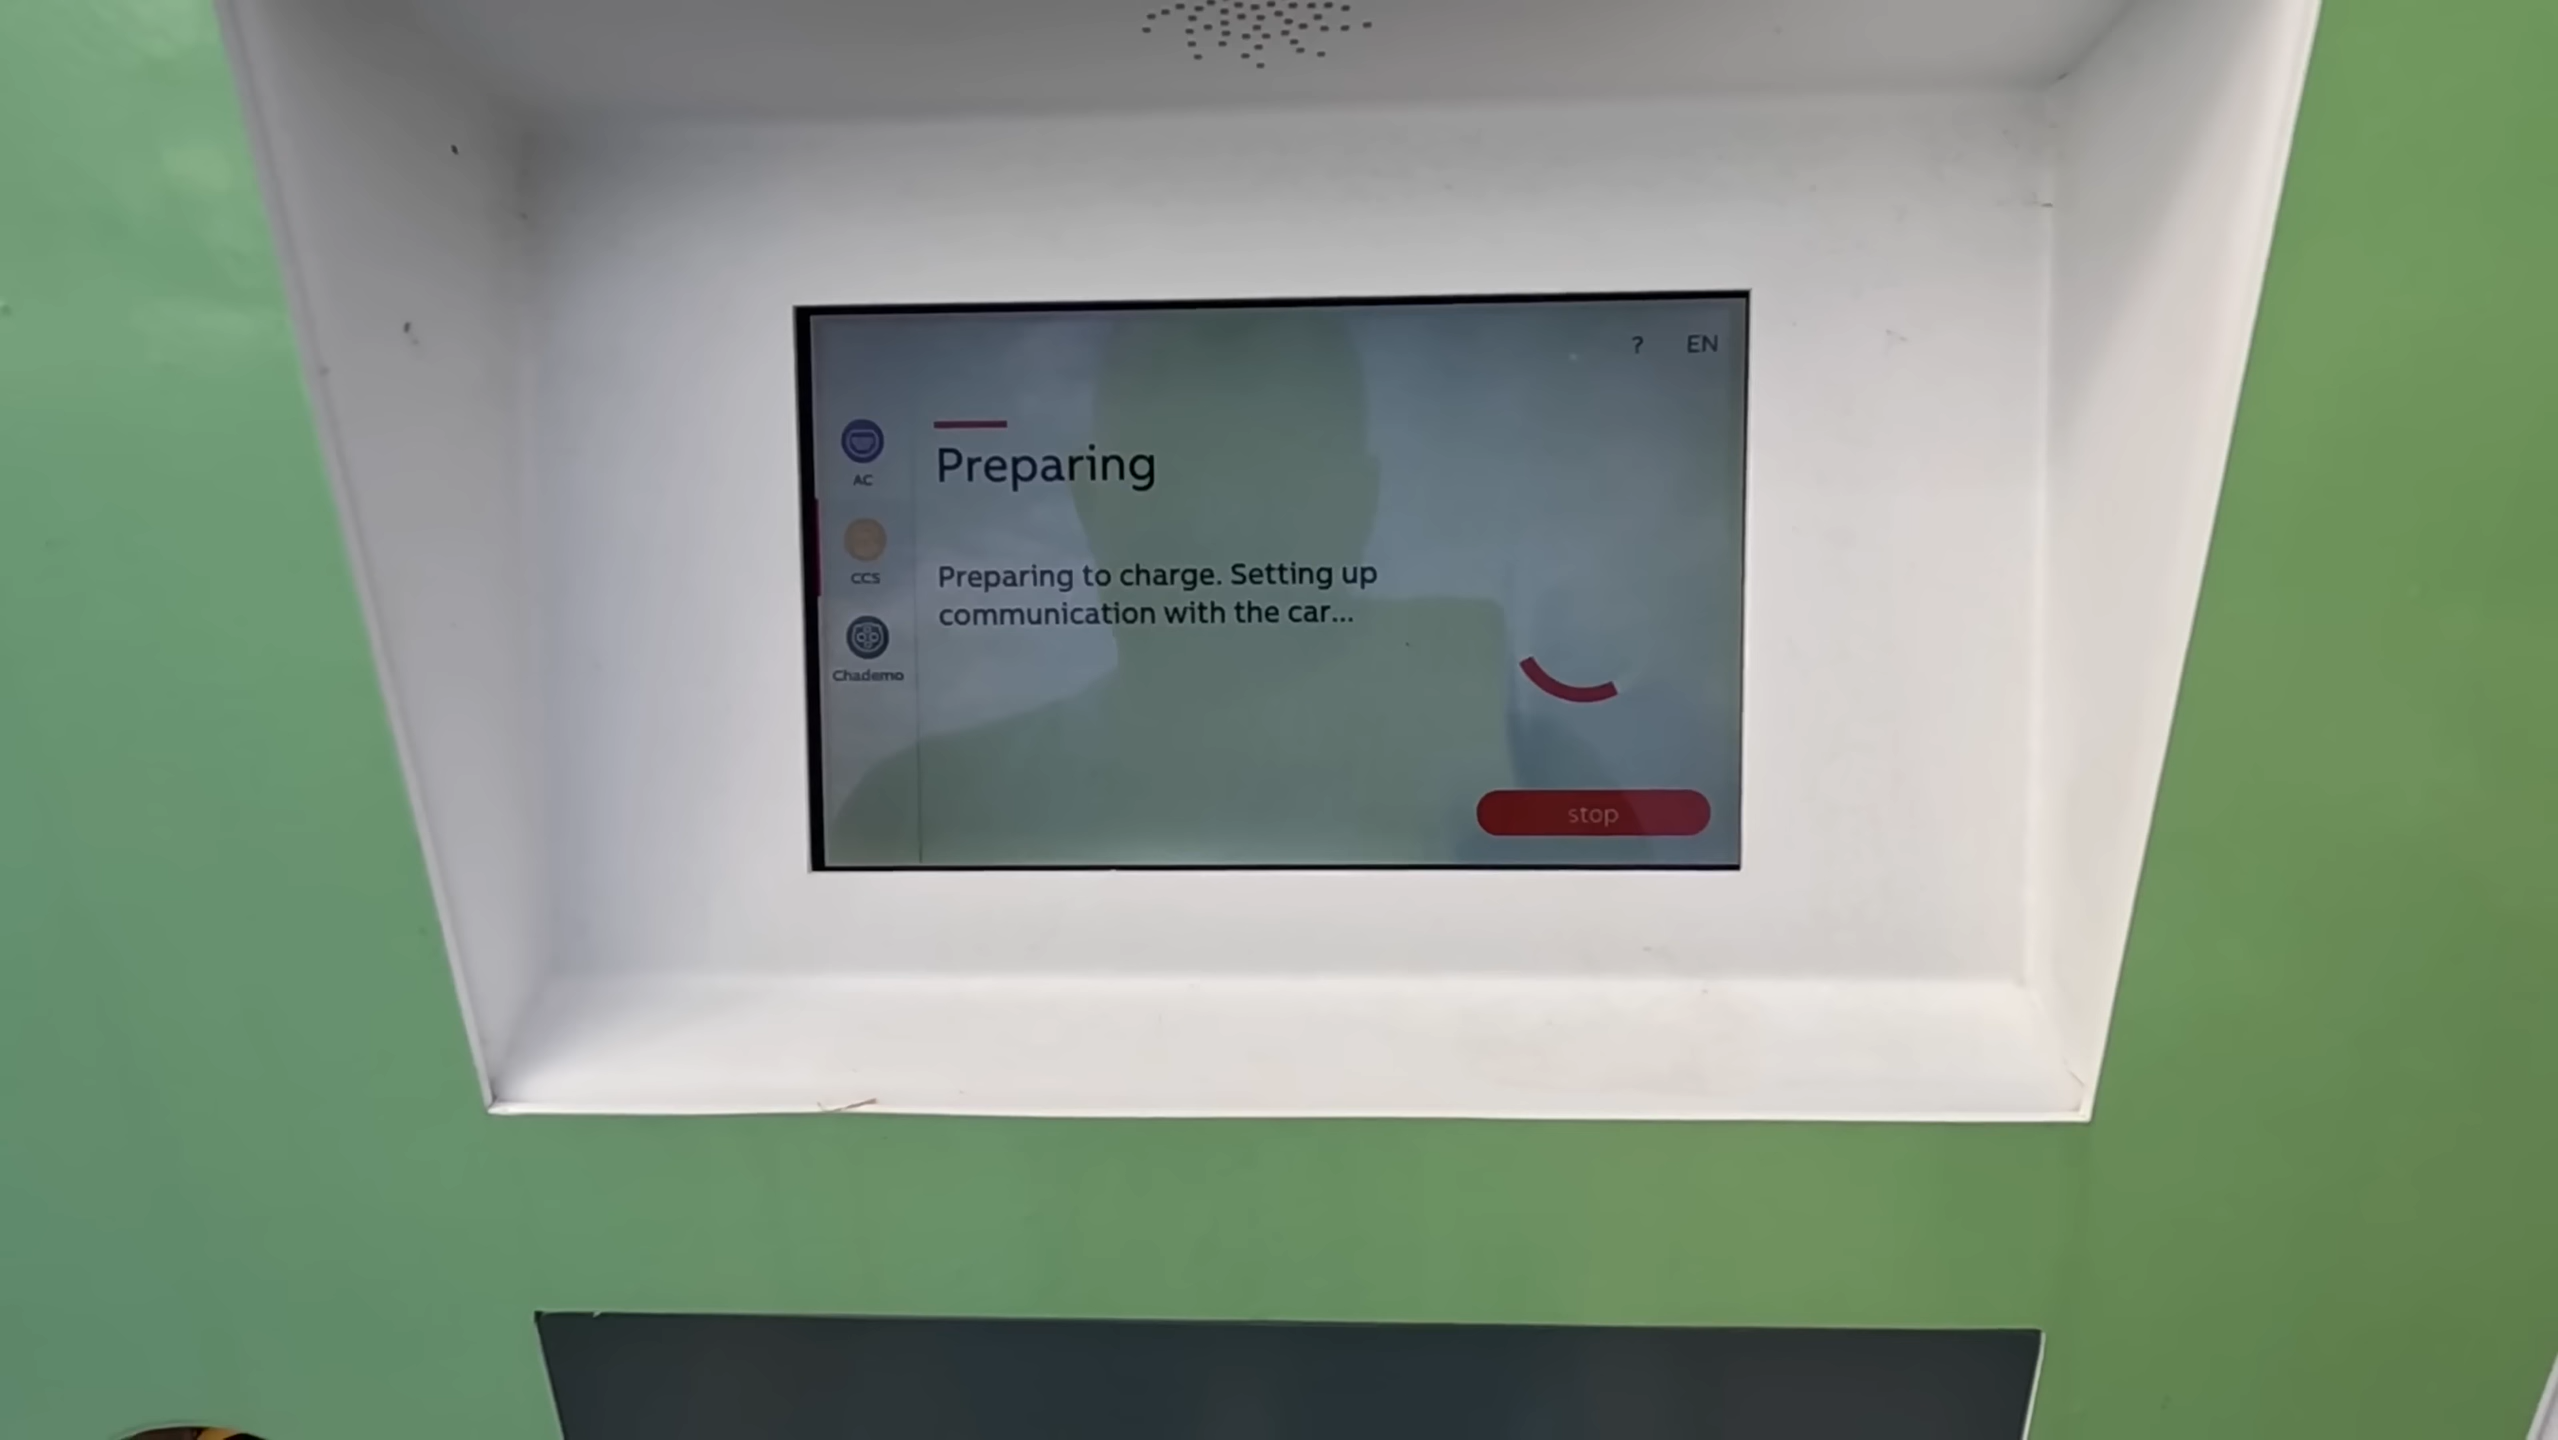 ? EN
AC
CCS
Chademo
Preparing
Preparing to charge. Setting up
communication with the car...
stop